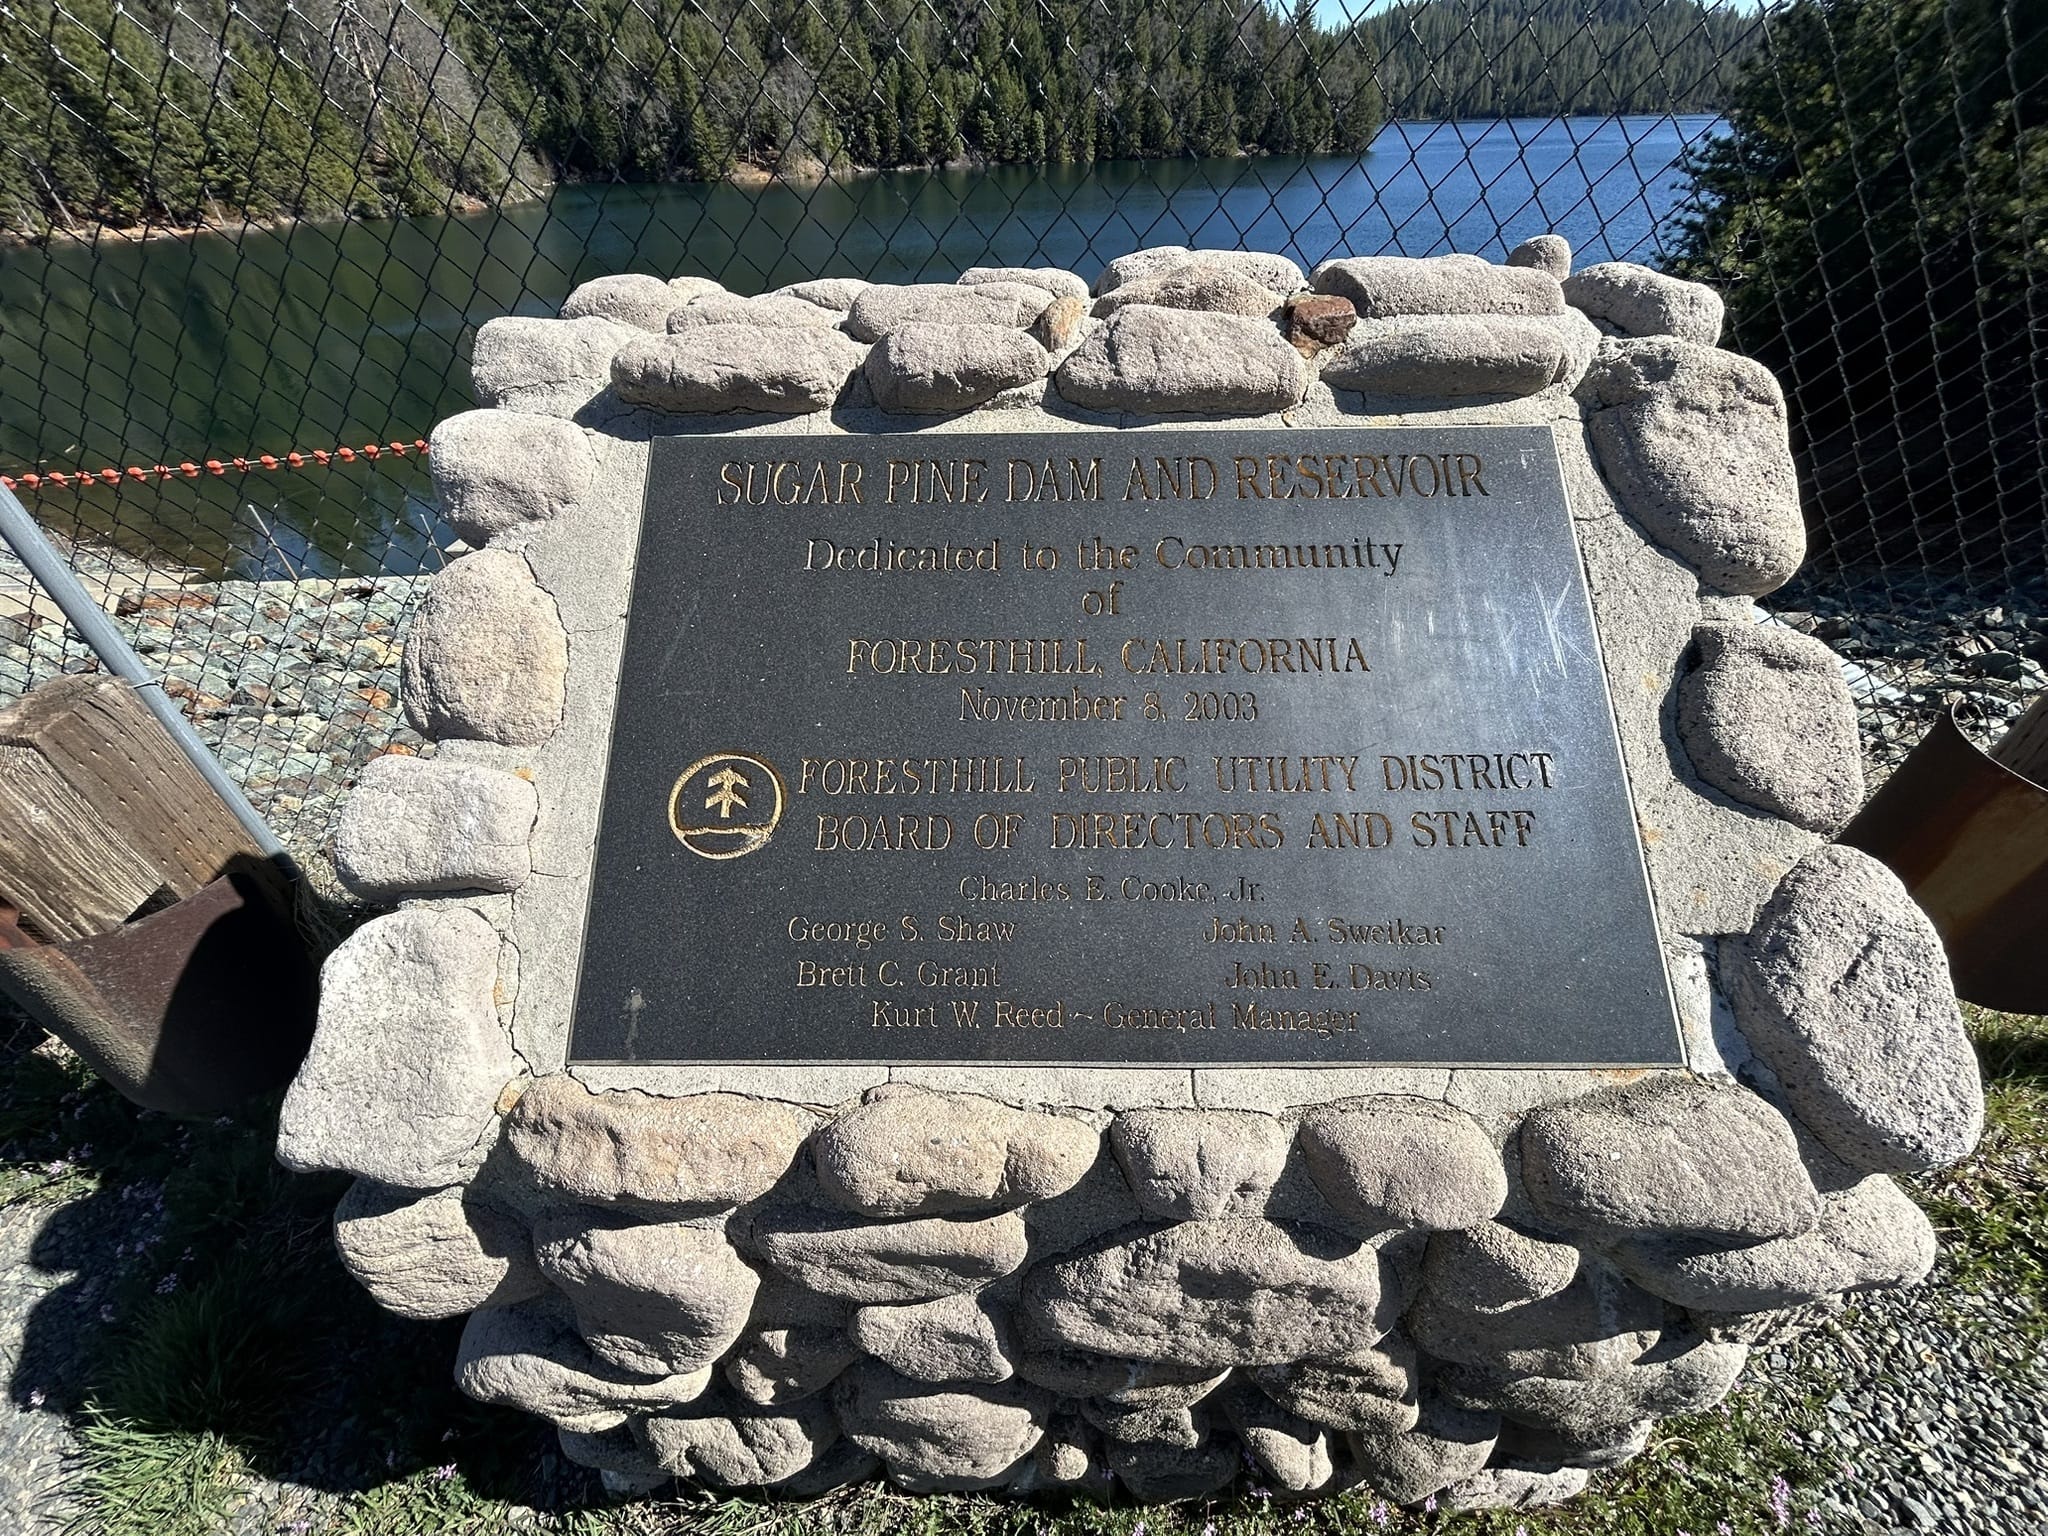 SUGAR PINE DAM AND RESERVOIR
Dedicated to the Community
of
FORESTHILL, CALIFORNIA
November 8, 2003
FORESTHILL PUBLIC UTILITY DISTRICT
BOARD OF DIRECTORS AND STAFF
Charles E. Cooke, Jr.
George S. Shaw John A. Sweikar
Brett C. Grant John E. Davis
Kurt W. Reed ~ General Manager